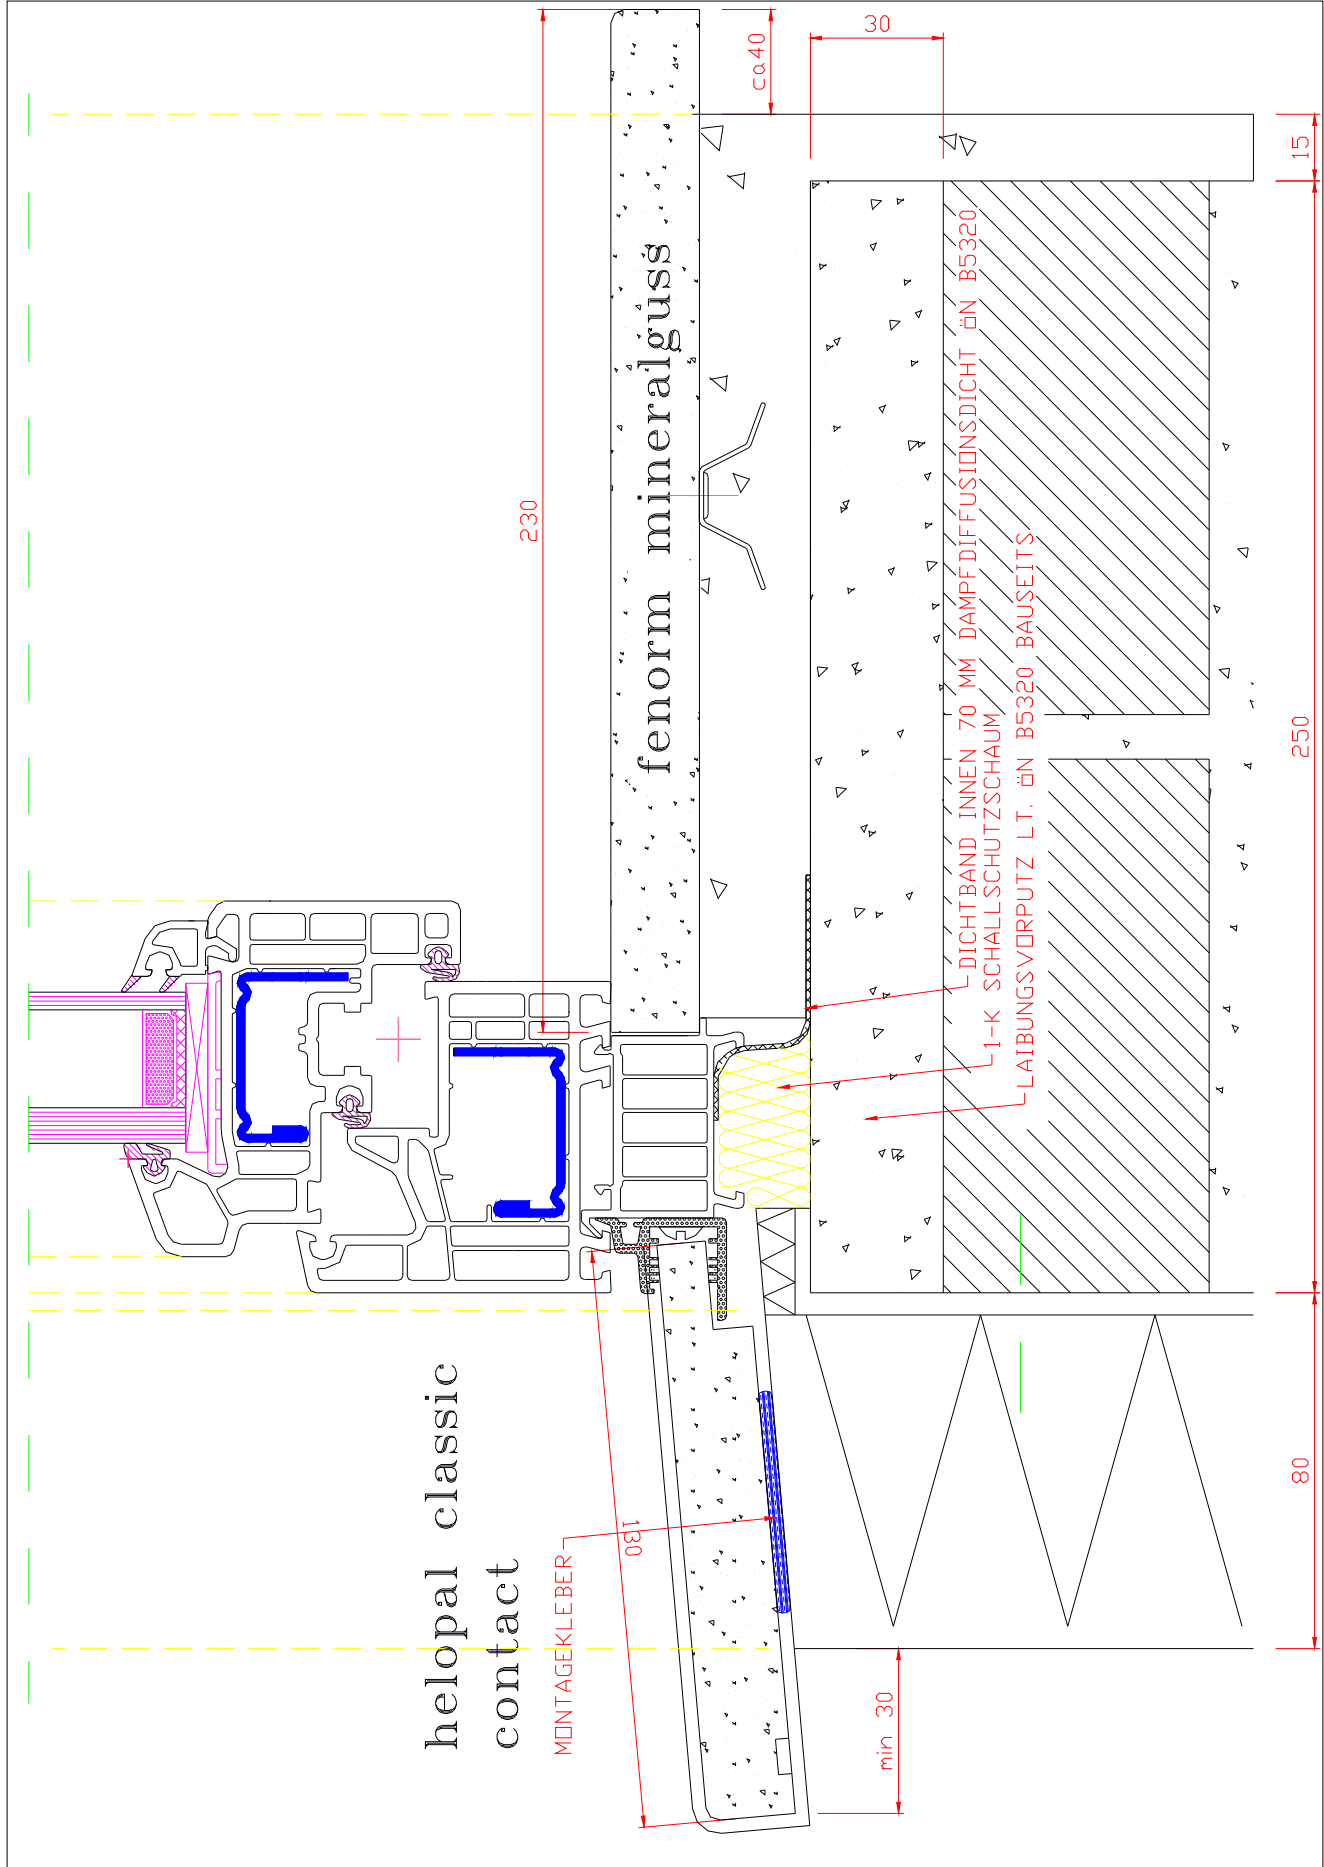 230
ca40
30
15
fenorm mineralguss
250
DICHTBAND INNEN 70 MM DAMPFDIFFUSIONSDICHT ÖN B5320
1-K SCHALLSCHUTZSCHAUM
LAIBUNGSVORPUTZ LT. ÖN B5320 BAUSEITS
helopal classic
contact
MONTAGEKLEBER
130
80
min 30